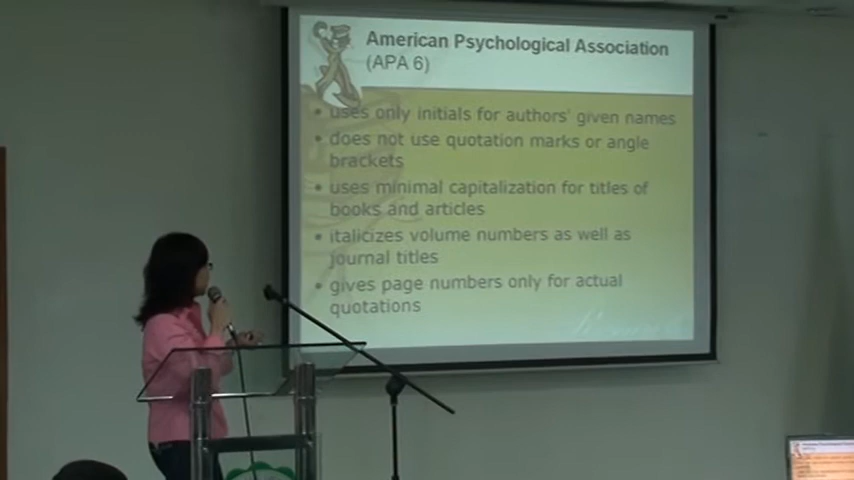 American Psychological Association
(APA 6)
• uses only initials for authors' given names
• does not use quotation marks or angle
brackets
• uses minimal capitalization for titles of
books and articles
• italicizes volume numbers as well as
journal titles
• gives page numbers only for actual
quotations